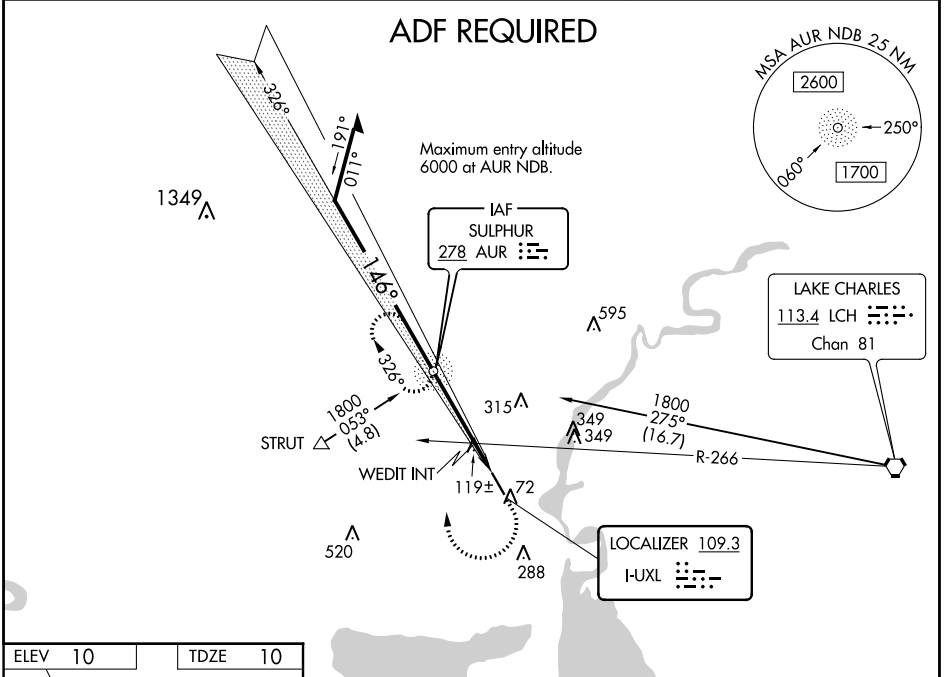 ADF REQUIRED
MSA AUR NDB 25 NM
2600
250°
060°
1700
326°
191°
011°
Maximum entry altitude
6000 at AUR NDB.
1349
IAF
SULPHUR
278 AUR
146°
LAKE CHARLES
113.4 LCH
Chan 81
595
326°
1800
053°
(4.8)
STRUT
315
349
349
1800
275°
(16.7)
R-266
WEDIT INT
119±
72
520
288
LOCALIZER 109.3
I-UXL
ELEV 10
TDZE 10